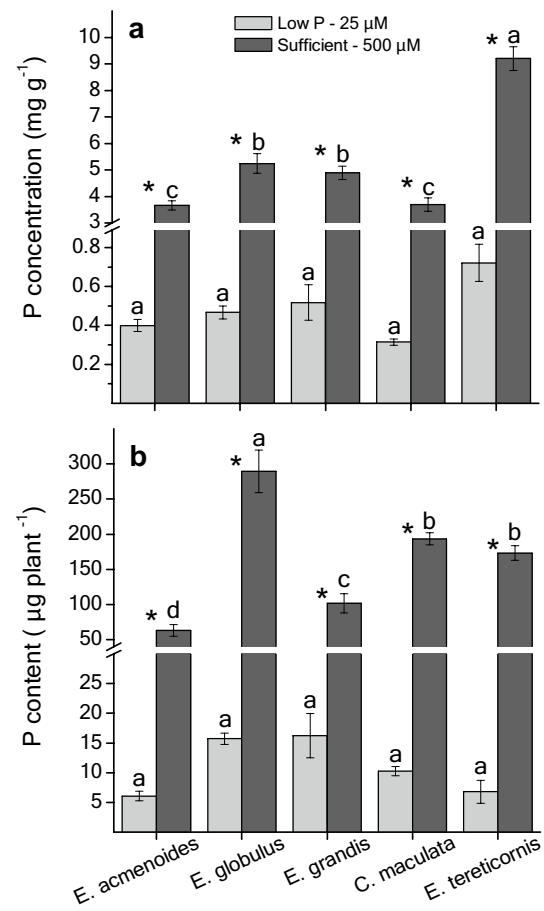 a
Low P - 25 µM
Sufficient - 500 µM
P concentration (mg g⁻¹)
10
9
8
7
6
5
4
3
0.8
0.6
0.4
0.2
* c
* b
* b
* c
* a
a
a
a
a
a
b
P content ( µg plant ⁻¹)
300
250
200
150
100
50
25
20
15
10
5
* d
* a
* c
* b
* b
a
a
a
a
a
E. acmenoides
E. globulus
E. grandis
C. maculata
E. tereticornis